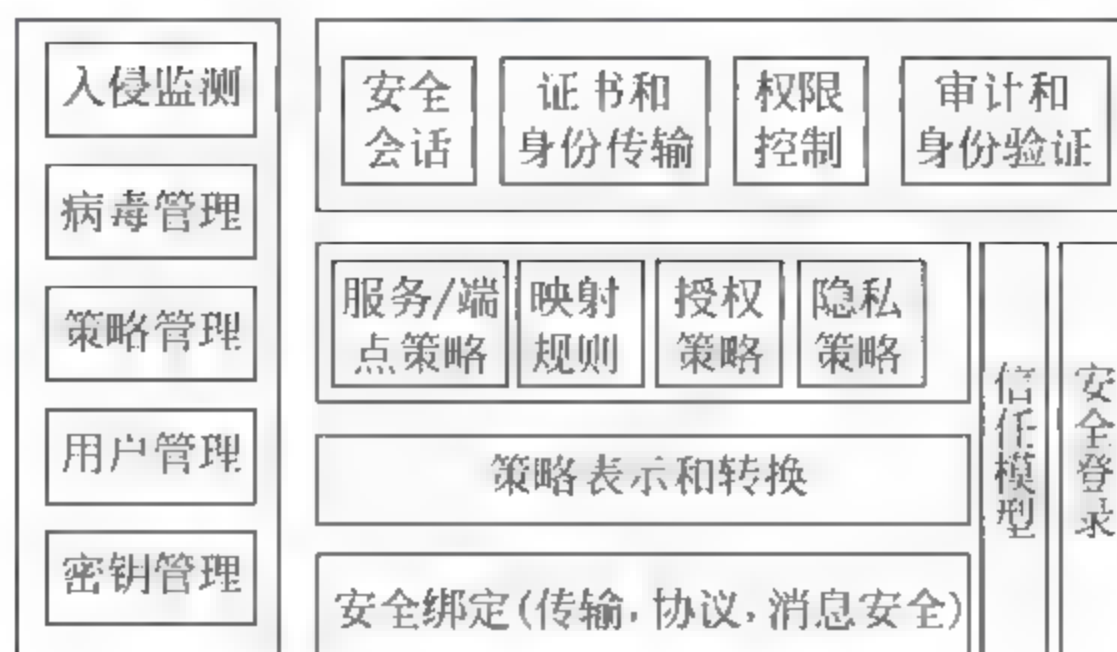 入侵监测
病毒管理
策略管理
用户管理
密钥管理
安全
会话
证书和
身份传输
权限
控制
审计和
身份验证
服务/端
点策略
映射
规则
授权
策略
隐私
策略
策略表示和转换
安全绑定(传输,协议,消息安全)
信任模型
安全登录